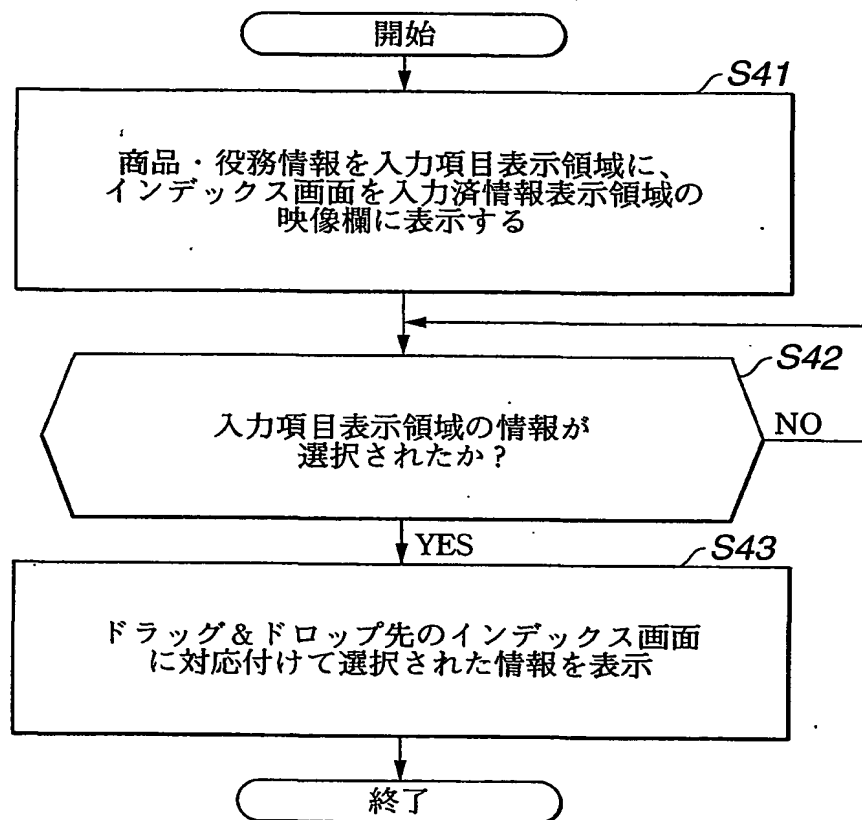 開始
S41
商品・役務情報を入力項目表示領域に、
インデックス画面を入力済情報表示領域の
映像欄に表示する
S42
入力項目表示領域の情報が
選択されたか?
NO
YES
S43
ドラッグ&ドロップ先のインデックス画面
に対応付けて選択された情報を表示
終了